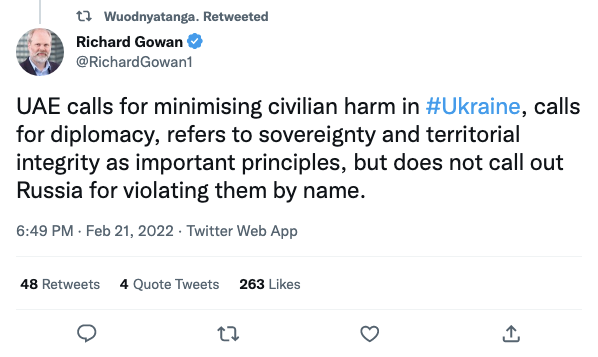 Wuodnyatanga. Retweeted
Richard Gowan
@RichardGowan1
UAE calls for minimising civilian harm in #Ukraine, calls
for diplomacy, refers to sovereignty and territorial
integrity as important principles, but does not call out
Russia for violating them by name.
6:49 PM · Feb 21, 2022 · Twitter Web App
48 Retweets 4 Quote Tweets 263 Likes